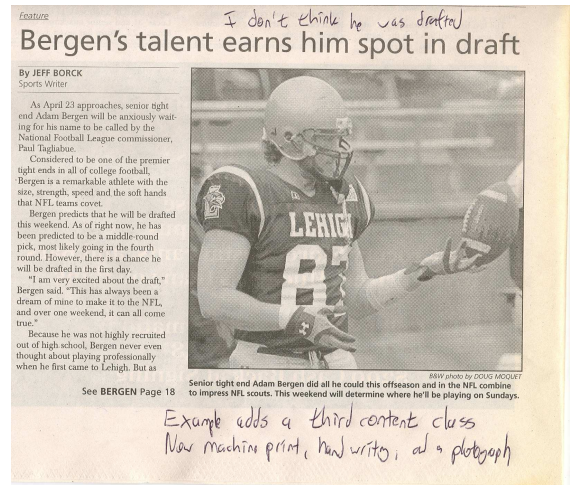 Feature
I don't think he was drafted
Bergen's talent earns him spot in draft
By JEFF BORCK
Sports Writer
As April 23 approaches, senior tight
end Adam Bergen will be anxiously wait-
ing for his name to be called by the
National Football League commissioner,
Paul Tagliabue.
Considered to be one of the premier
tight ends in all of college football,
Bergen is a remarkable athlete with the
size, strength, speed and the soft hands
that NFL teams covet.
Bergen predicts that he will be drafted
this weekend. As of right now, he has
been predicted to be a middle-round
pick, most likely going in the fourth
round. However, there is a chance he
will be drafted in the first day.
"I am very excited about the draft,"
Bergen said. "This has always been a
dream of mine to make it to the NFL,
and over one weekend, it can all come
true."
Because he was not highly recruited
out of high school, Bergen never even
thought about playing professionally
when he first came to Lehigh. But as
See BERGEN Page 18
LEHIG
87
B&W photo by DOUG MOQUET
Senior tight end Adam Bergen did all he could this offseason and in the NFL combine
to impress NFL scouts. This weekend will determine where he'll be playing on Sundays.
Example adds a third content class
Now machine print, hand writing, and a photograph